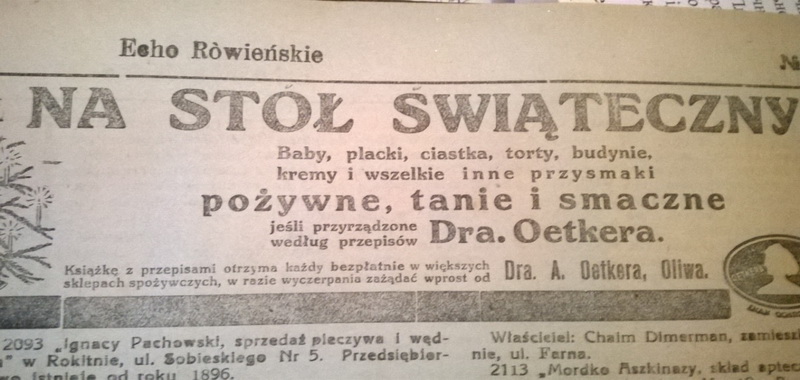 Echo Ròwieńskie
NA STÓŁ ŚWIĄTECZNY
Baby, placki, ciastka, torty, budynie,
kremy i wszelkie inne przysmaki
pożywne, tanie i smaczne
jeśli przyrządzone
według przepisów Dra. Oetkera.
Książkę z przepisami otrzyma każdy bezpłatnie w większych
sklepach spożywczych, w razie wyczerpania zażądać wprost od Dra. A. Oetkera, Oliwa.
2093 „Ignacy Pachowski, sprzedaż pieczywa i węd-
" w Rokitnie, ul. Sobieskiego Nr 5. Przedsiębior-
istnieje od roku 1896.
Właściciel: Chaim Dimerman, zamieszk
nie, ul. Farna.
2113 „Mordko Aszkinazy, skład aptec